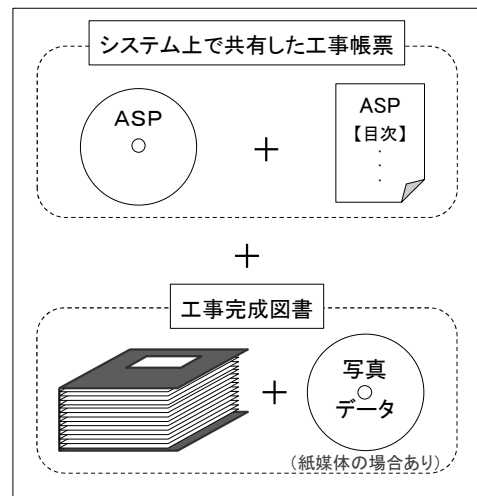 システム上で共有した工事帳票
ASP
+
ASP
【目次】
・
・
・
+
工事完成図書
+
写真
データ
(紙媒体の場合あり)